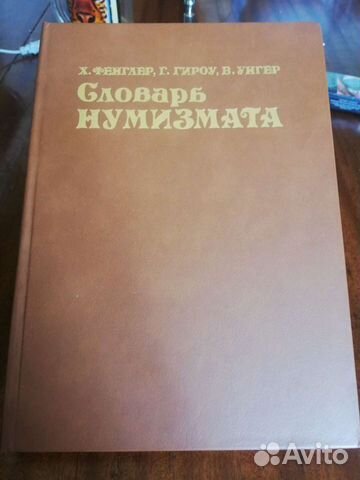 Х. ФЕНГЛЕР, Г. ГИРОУ, В. УНГЕР
Словарь
НУМИЗМАТА
Avito